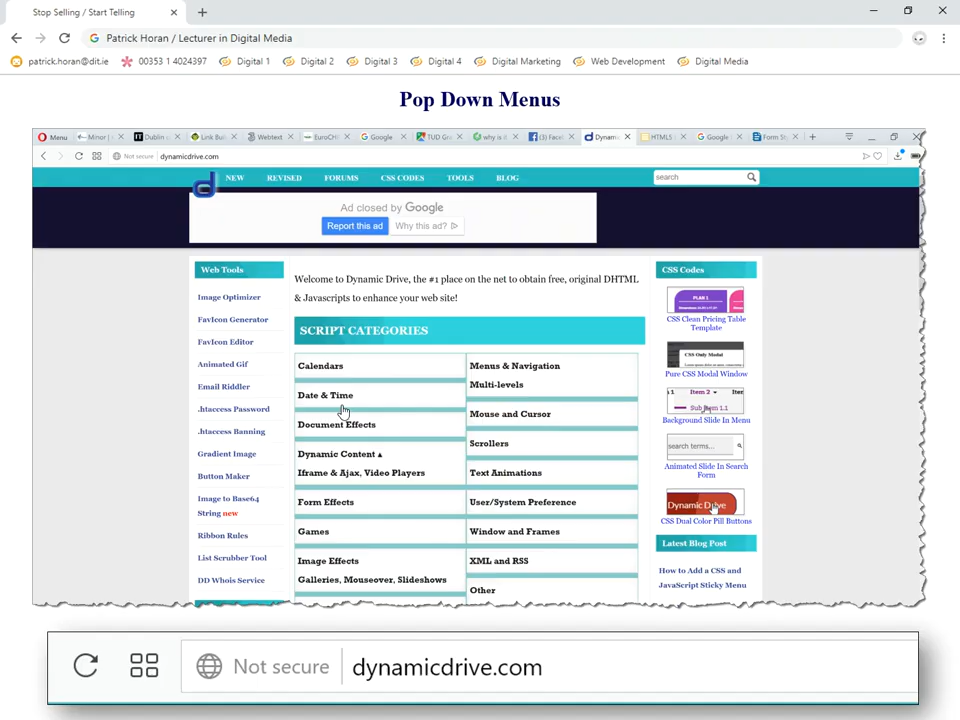 Stop Selling / Start Telling
Patrick Horan / Lecturer in Digital Media
patrick.horan@dit.ie 00353 1 4024397 Digital 1 Digital 2 Digital 3 Digital 4 Digital Marketing Web Development Digital Media
Pop Down Menus
Menu Minor ( Dublin Link Buil Webtext EuroCH Google TUD Gr why is it (3) Face Dynam HTML5 Google Form St
Not secure dynamicdrive.com
NEW REVISED FORUMS CSS CODES TOOLS BLOG search
Ad closed by Google
Report this ad Why this ad?
Web Tools
Image Optimizer
FavIcon Generator
FavIcon Editor
Animated Gif
Email Riddler
.htaccess Password
.htaccess Banning
Gradient Image
Button Maker
Image to Base64
String new
Ribbon Rules
List Scrubber Tool
DD Whois Service
Welcome to Dynamic Drive, the #1 place on the net to obtain free, original DHTML
& Javascripts to enhance your web site!
SCRIPT CATEGORIES
Calendars
Date & Time
Document Effects
Dynamic Content ▴
Iframe & Ajax, Video Players
Form Effects
Games
Image Effects
Galleries, Mouseover, Slideshows
Menus & Navigation
Multi-levels
Mouse and Cursor
Scrollers
Text Animations
User/System Preference
Window and Frames
XML and RSS
Other
CSS Codes
PLAN 1
CSS Clean Pricing Table
Template
CSS Only Modal
Pure CSS Modal Window
Item 2
Sub Item 1.1
Background Slide In Menu
search terms...
Animated Slide In Search
Form
Dynamic Drive
CSS Dual Color Pill Buttons
Latest Blog Post
How to Add a CSS and
JavaScript Sticky Menu
Not secure dynamicdrive.com